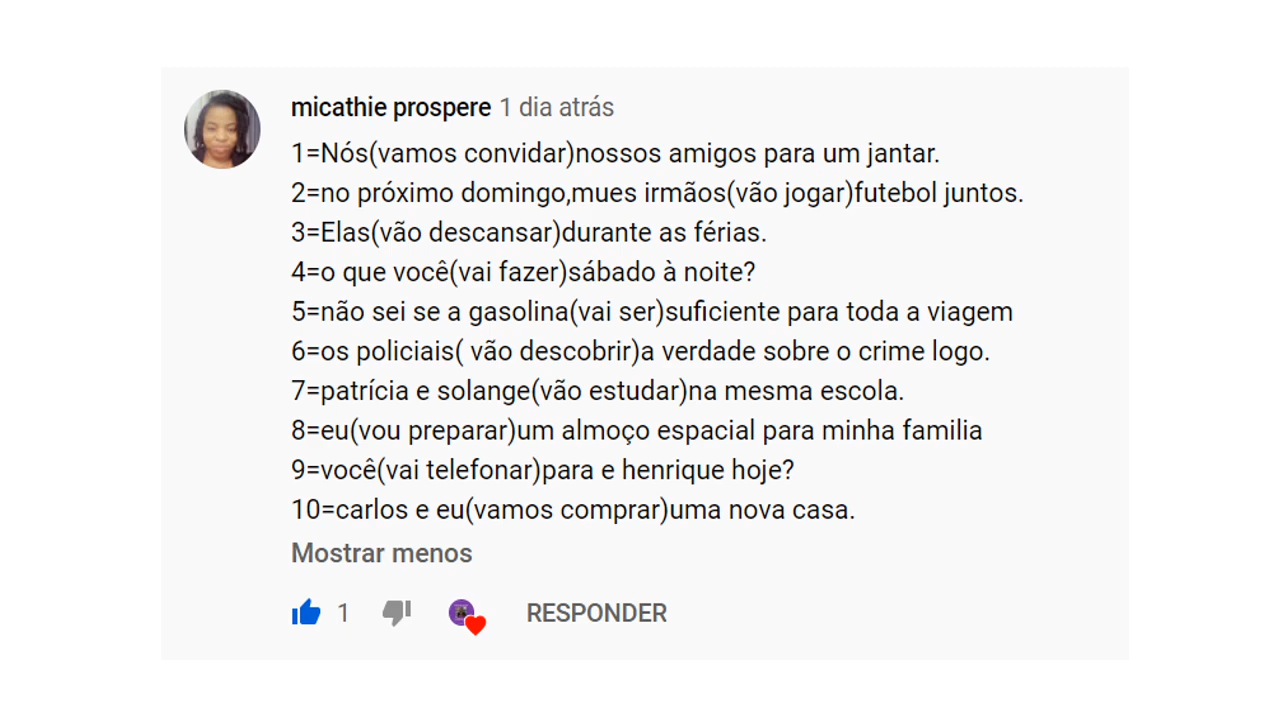 micathie prospere 1 dia atrás
1=Nós(vamos convidar)nossos amigos para um jantar.
2=no próximo domingo,mues irmãos(vão jogar)futebol juntos.
3=Elas(vão descansar)durante as férias.
4=o que você(vai fazer)sábado à noite?
5=não sei se a gasolina(vai ser)suficiente para toda a viagem
6=os policiais( vão descobrir)a verdade sobre o crime logo.
7=patrícia e solange(vão estudar)na mesma escola.
8=eu(vou preparar)um almoço espacial para minha familia
9=você(vai telefonar)para e henrique hoje?
10=carlos e eu(vamos comprar)uma nova casa.
Mostrar menos
1 RESPONDER